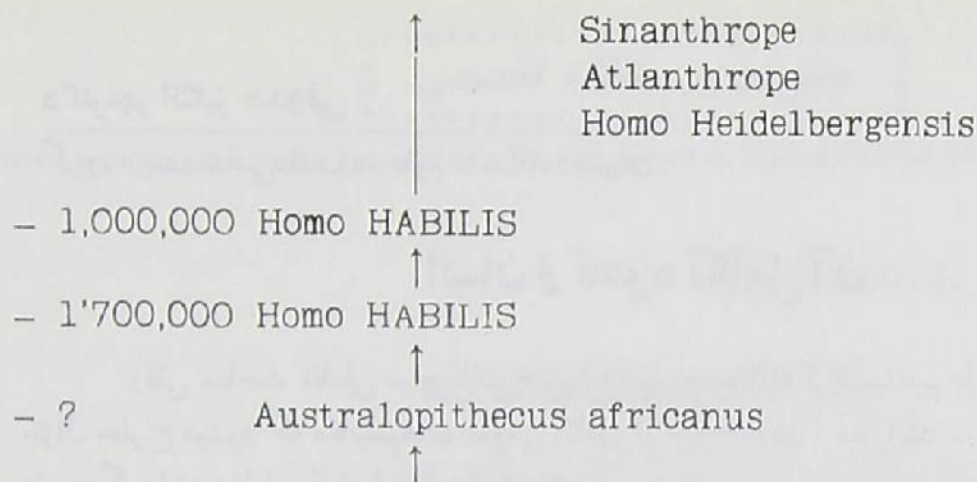 Sinanthrope
Atlanthrope
Homo Heidelbergensis
– 1,000,000 Homo HABILIS
– 1'700,000 Homo HABILIS
– ? Australopithecus africanus